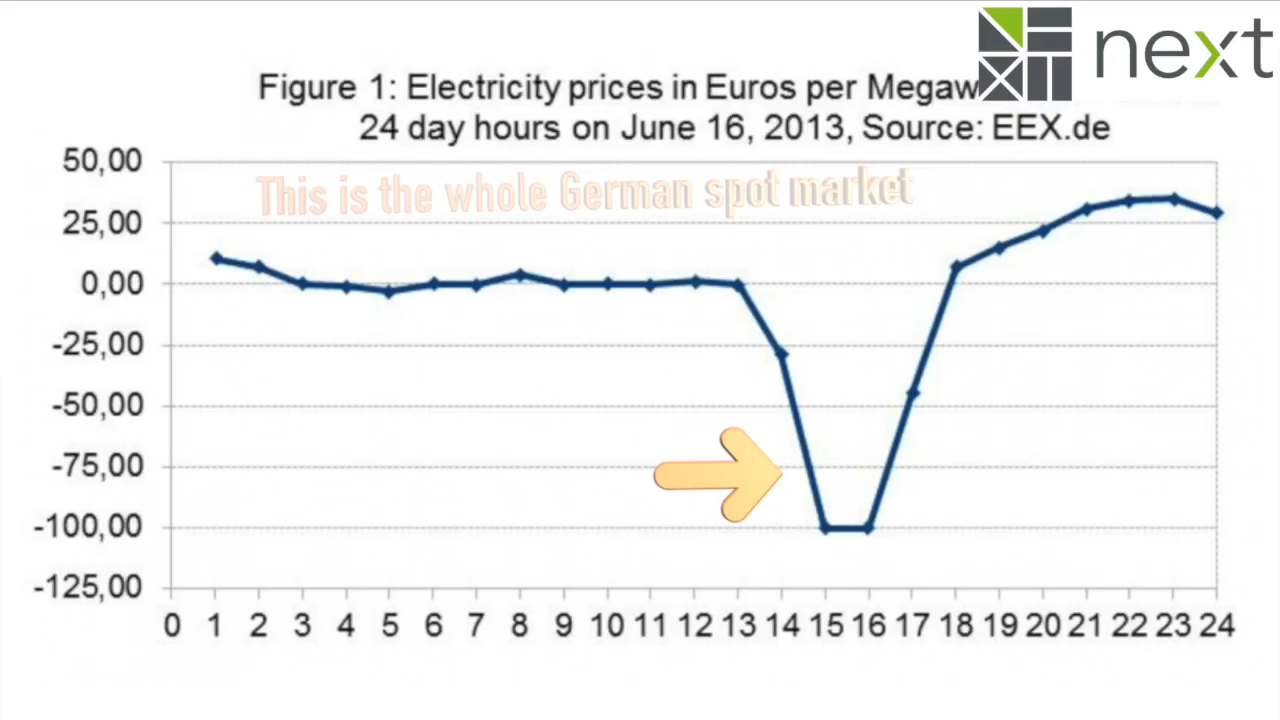 next
Figure 1: Electricity prices in Euros per
24 day hours on June 16, 2013, Source: EEX.de
This is the whole German spot market
50,00
25,00
0,00
-25,00
-50,00
-75,00
-100,00
-125,00
0 1 2 3 4 5 6 7 8 9 10 11 12 13 14 15 16 17 18 19 20 21 22 23 24